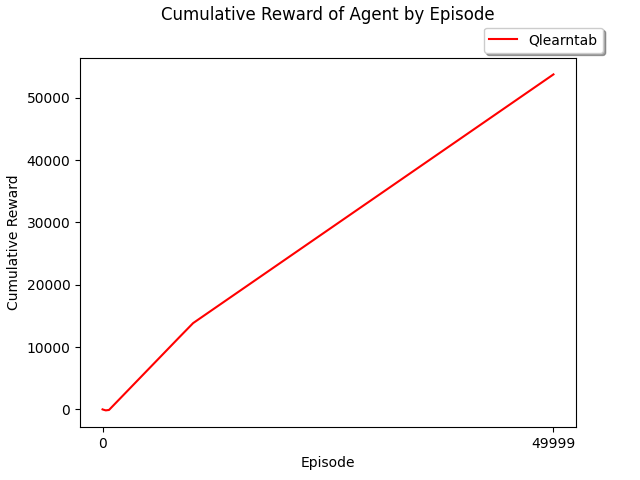 Cumulative Reward of Agent by Episode
Qlearntab
50000
40000
30000
20000
10000
0
Cumulative Reward
0
49999
Episode